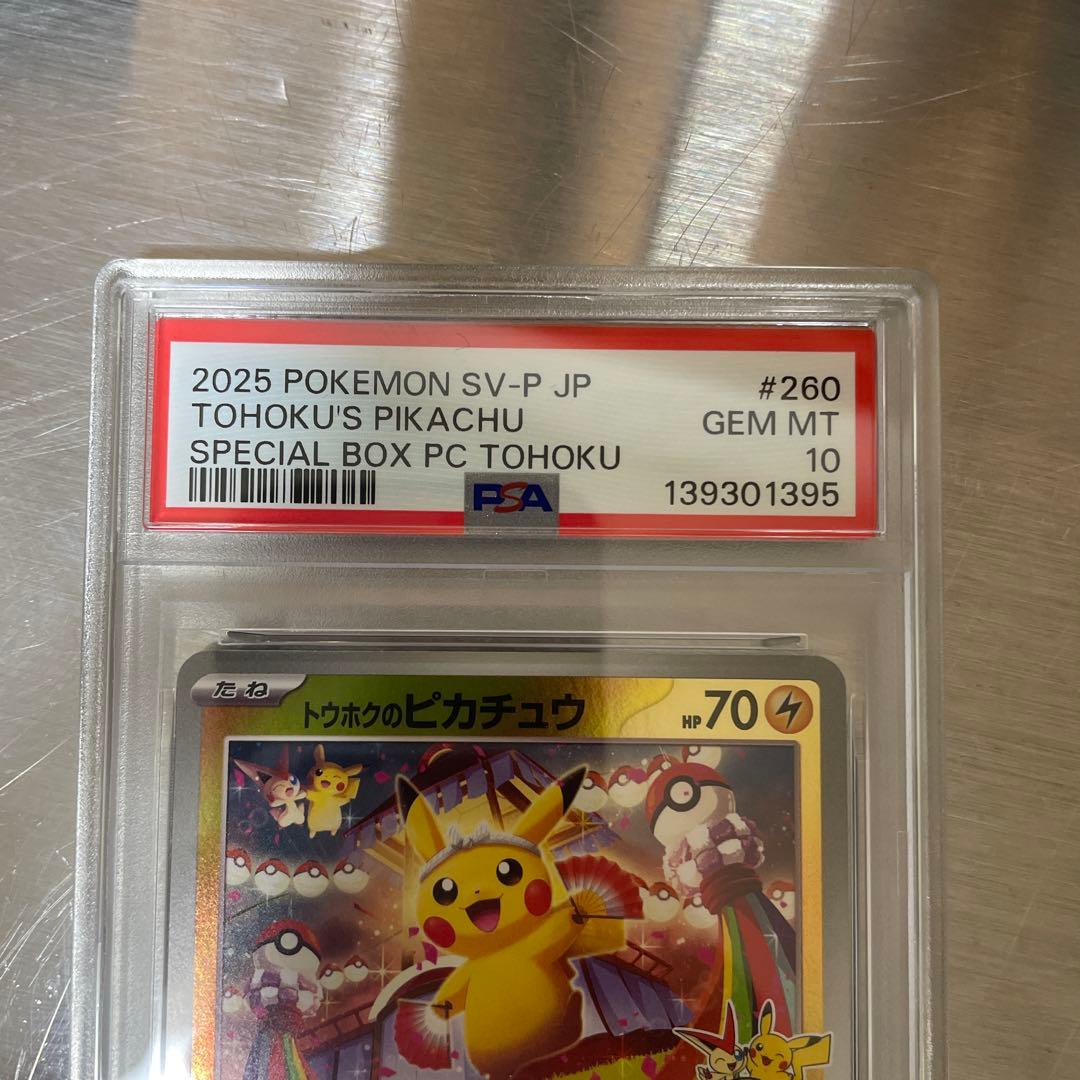 2025 POKEMON SV-P JP #260
TOHOKU'S PIKACHU GEM MT
SPECIAL BOX PC TOHOKU 10
PSA 139301395
たね
トウホクのピカチュウ HP70